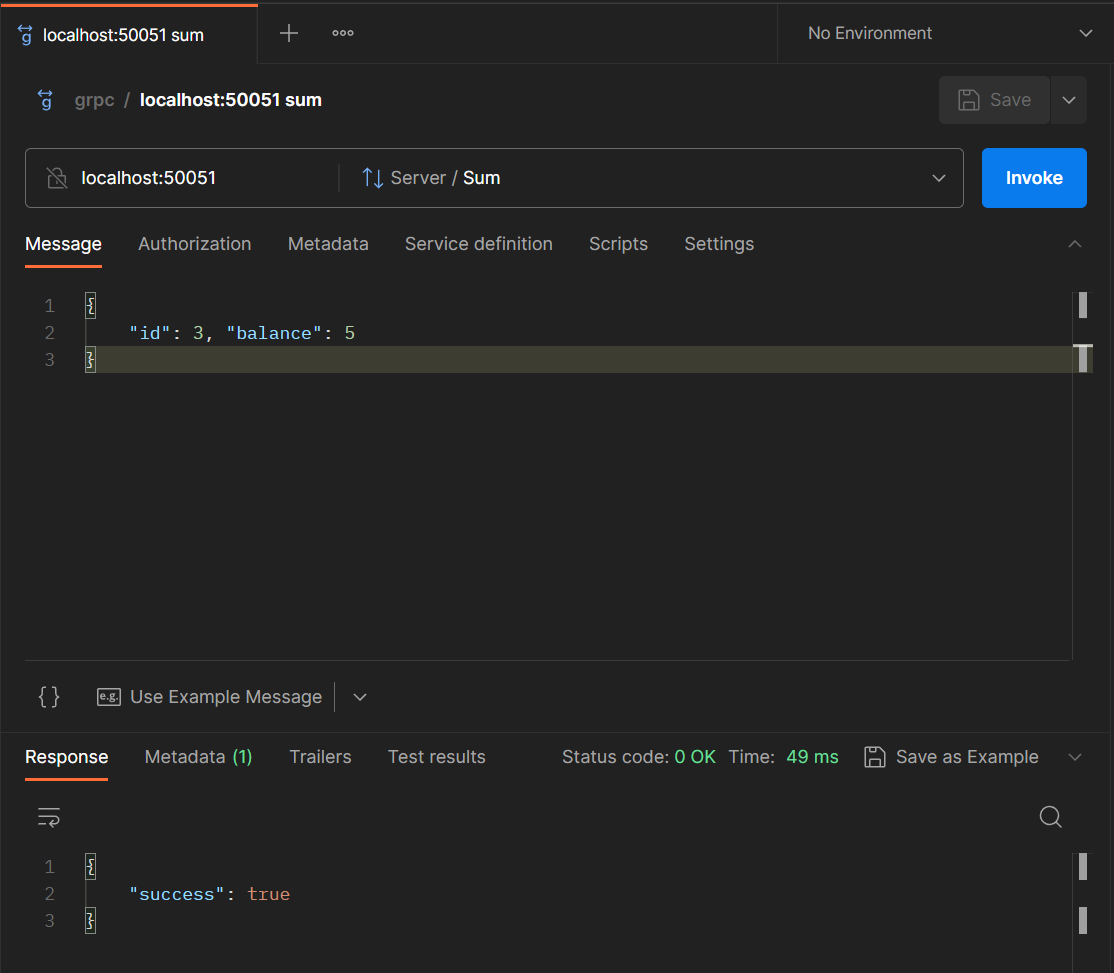 localhost:50051 sum
No Environment
grpc / localhost:50051 sum
Save
localhost:50051
Server / Sum
Invoke
Message Authorization Metadata Service definition Scripts Settings
1 {
2 "id": 3, "balance": 5
3 }
{} e.g. Use Example Message
Response Metadata (1) Trailers Test results Status code: 0 OK Time: 49 ms Save as Example
1 {
2 "success": true
3 }